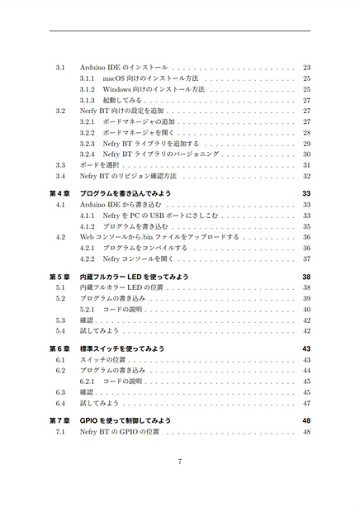 3.1 Arduino IDE のインストール . . . . . . . . . . . . . . . . . . . . . . . 23
3.1.1 macOS 向けのインストール方法 . . . . . . . . . . . . . . . . . 25
3.1.2 Windows 向けのインストール方法 . . . . . . . . . . . . . . . . 25
3.1.3 起動してみる . . . . . . . . . . . . . . . . . . . . . . . . . . . . 27
3.2 Nerfy BT 向けの設定を追加 . . . . . . . . . . . . . . . . . . . . . . . . 27
3.2.1 ボードマネージャの追加 . . . . . . . . . . . . . . . . . . . . . . 27
3.2.2 ボードマネージャを開く . . . . . . . . . . . . . . . . . . . . . . 28
3.2.3 Nefry BT ライブラリを追加する . . . . . . . . . . . . . . . . . 29
3.2.4 Nefry BT ライブラリのバージョニング . . . . . . . . . . . . . . 30
3.3 ボードを選択 . . . . . . . . . . . . . . . . . . . . . . . . . . . . . . . . 31
3.4 Nefry BT のリビジョン確認方法 . . . . . . . . . . . . . . . . . . . . . 32
第 4 章 プログラムを書き込んでみよう 33
4.1 Arduino IDE から書き込む . . . . . . . . . . . . . . . . . . . . . . . . 33
4.1.1 Nefry を PC の USB ポートにさしこむ . . . . . . . . . . . . . . 33
4.1.2 プログラムを書き込む . . . . . . . . . . . . . . . . . . . . . . . 35
4.2 Web コンソールから.bin ファイルをアップロードする . . . . . . . . . . 36
4.2.1 プログラムをコンパイルする . . . . . . . . . . . . . . . . . . . 36
4.2.2 Nefry コンソールを開く . . . . . . . . . . . . . . . . . . . . . . 37
第 5 章 内蔵フルカラー LED を使ってみよう 38
5.1 内蔵フルカラー LED の位置 . . . . . . . . . . . . . . . . . . . . . . . . 38
5.2 プログラムの書き込み . . . . . . . . . . . . . . . . . . . . . . . . . . . 39
5.2.1 コードの説明 . . . . . . . . . . . . . . . . . . . . . . . . . . . . 40
5.3 確認 . . . . . . . . . . . . . . . . . . . . . . . . . . . . . . . . . . . . . 42
5.4 試してみよう . . . . . . . . . . . . . . . . . . . . . . . . . . . . . . . . 42
第 6 章 標準スイッチを使ってみよう 43
6.1 スイッチの位置 . . . . . . . . . . . . . . . . . . . . . . . . . . . . . . . 43
6.2 プログラムの書き込み . . . . . . . . . . . . . . . . . . . . . . . . . . . 44
6.2.1 コードの説明 . . . . . . . . . . . . . . . . . . . . . . . . . . . . 45
6.3 確認 . . . . . . . . . . . . . . . . . . . . . . . . . . . . . . . . . . . . . 45
6.4 試してみよう . . . . . . . . . . . . . . . . . . . . . . . . . . . . . . . . 47
第 7 章 GPIO を使って制御してみよう 48
7.1 Nefry BT の GPIO の位置 . . . . . . . . . . . . . . . . . . . . . . . . 48
7